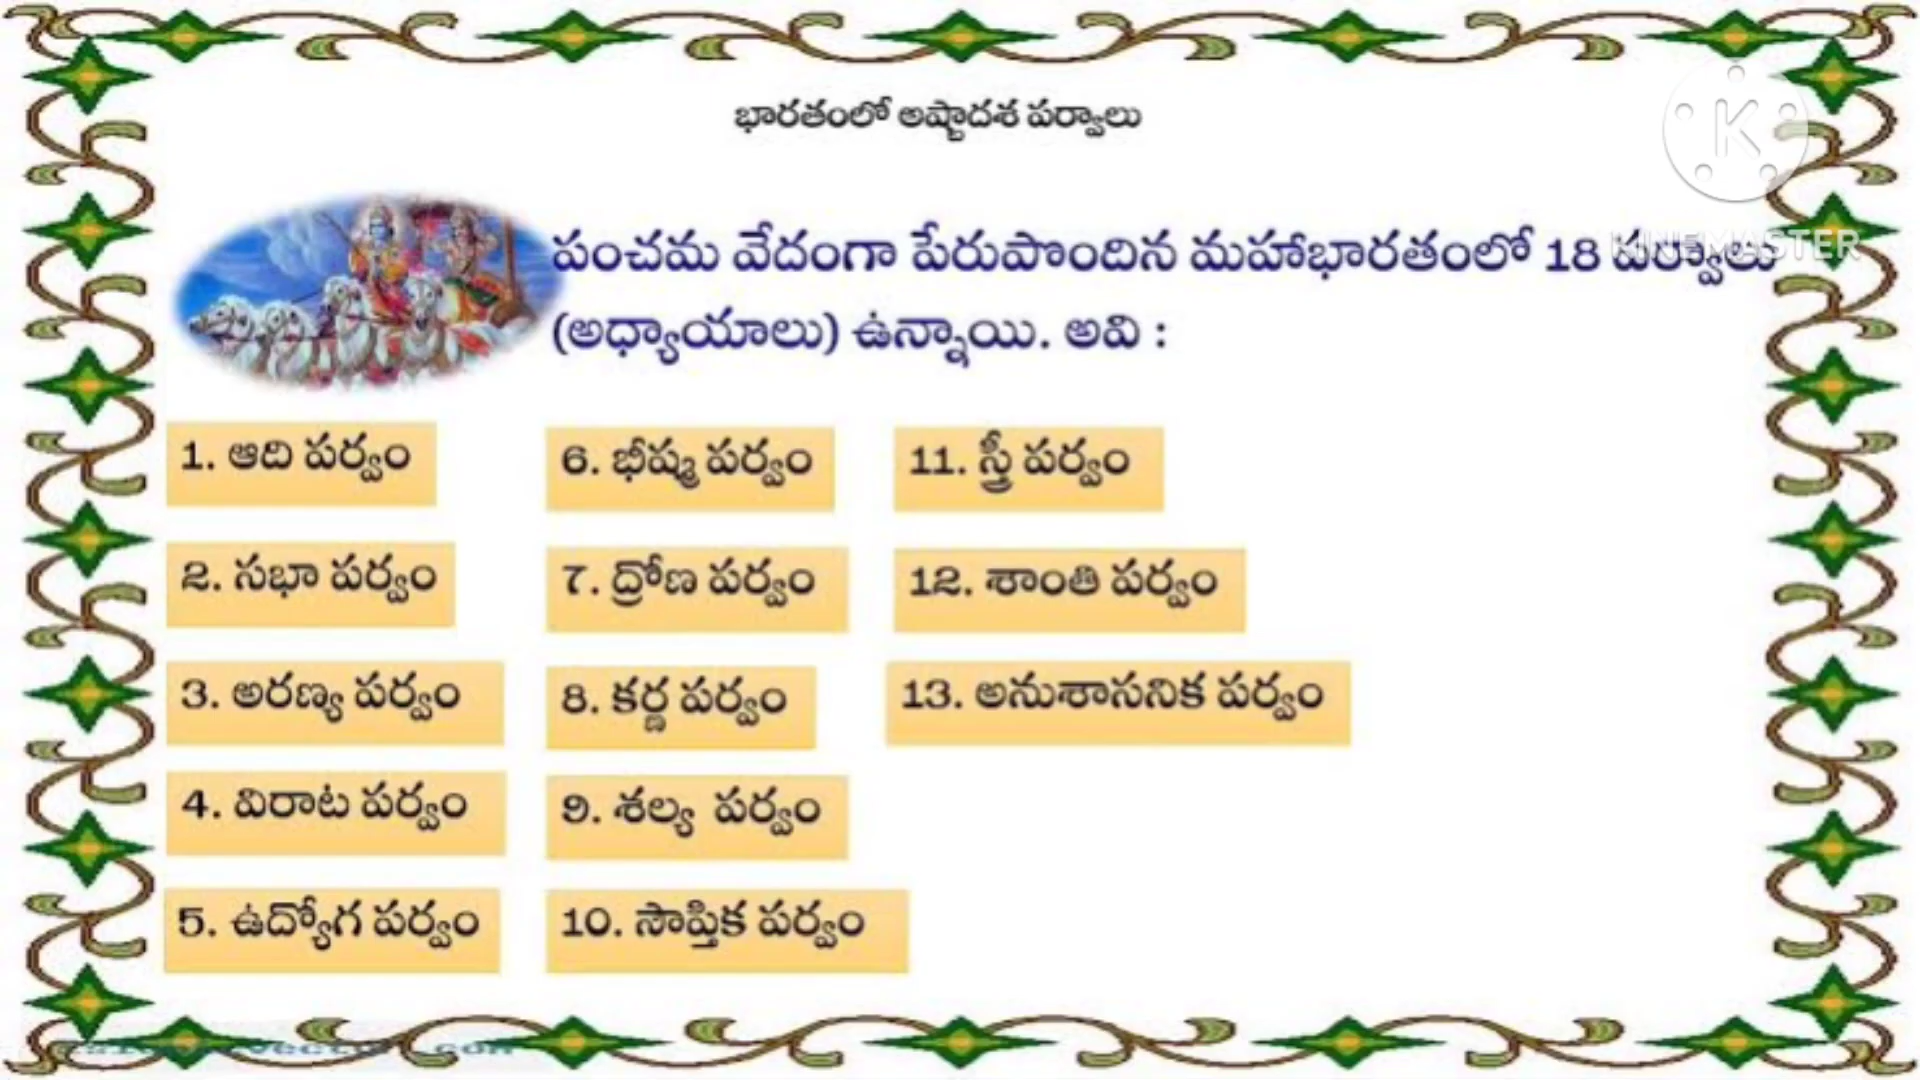 భారతంలో అష్టాదశ పర్వాలు
పంచమ వేదంగా పేరుపొందిన మహాభారతంలో 18 పర్వాలు
(అధ్యాయాలు) ఉన్నాయి. అవి :
K
KINEMASTER
1. ఆది పర్వం
2. సభా పర్వం
3. అరణ్య పర్వం
4. విరాట పర్వం
5. ఉద్యోగ పర్వం
6. భీష్మ పర్వం
7. ద్రోణ పర్వం
8. కర్ణ పర్వం
9. శల్య పర్వం
10. సౌప్తిక పర్వం
11. స్త్రీ పర్వం
12. శాంతి పర్వం
13. అనుశాసనిక పర్వం